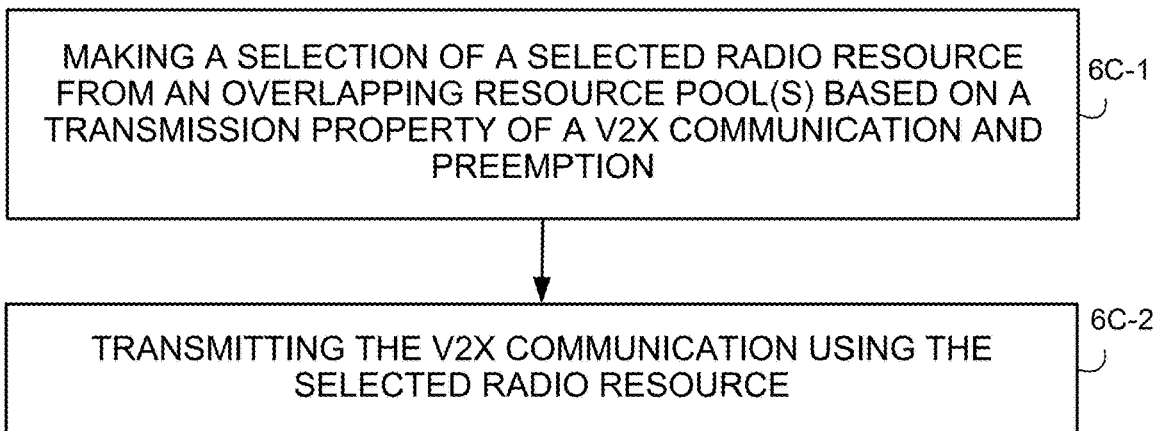 MAKING A SELECTION OF A SELECTED RADIO RESOURCE
FROM AN OVERLAPPING RESOURCE POOL(S) BASED ON A
TRANSMISSION PROPERTY OF A V2X COMMUNICATION AND
PREEMPTION
6C-1
TRANSMITTING THE V2X COMMUNICATION USING THE
SELECTED RADIO RESOURCE
6C-2